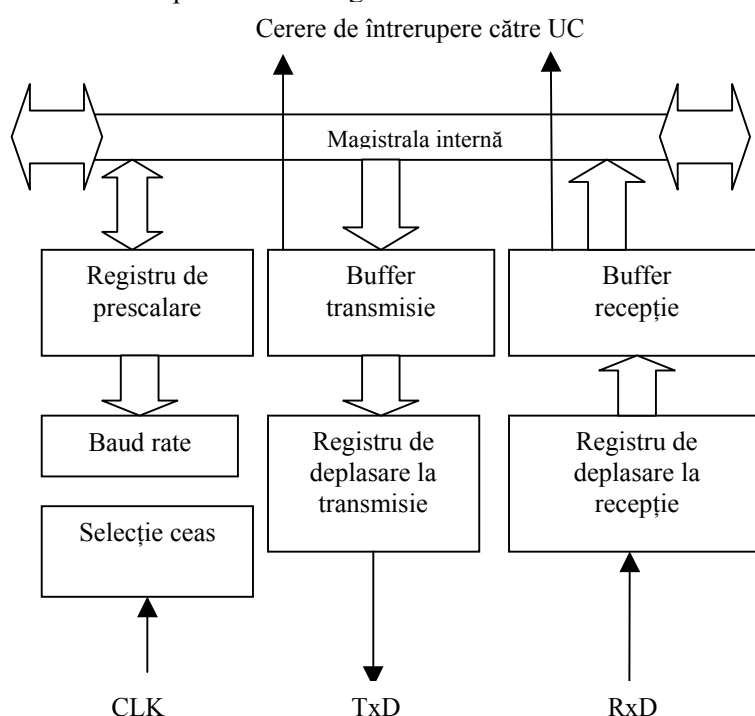 Cerere de întrerupere către UC
Magistrala internă
Registru de
prescalare
Buffer
transmisie
Buffer
recepție
Baud rate
Registru de
deplasare la
transmisie
Registru de
deplasare la
recepție
Selecție ceas
CLK
TxD
RxD